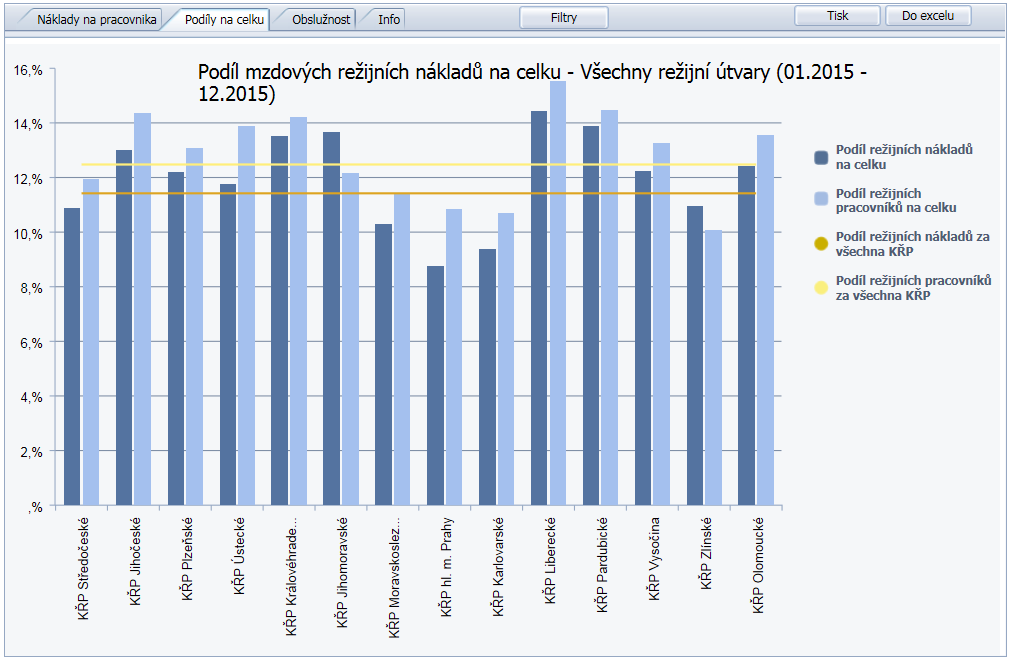 Náklady na pracovnika
Podíly na celku
Obslužnost
Info
Filtry
Tisk
Do excelu
Podíl mzdových režijních nákladů na celku - Všechny režijní útvary (01.2015 -
12.2015)
16,%
14,%
12,%
10,%
8,%
6,%
4,%
2,%
,%
KŘP Středočeské
KŘP Jihočeské
KŘP Plzeňské
KŘP Ústecké
KŘP Královéhrade...
KŘP Jihomoravské
KŘP Moravskoslez...
KŘP hl. m. Prahy
KŘP Karlovarské
KŘP Liberecké
KŘP Pardubické
KŘP Vysočina
KŘP Zlínské
KŘP Olomoucké
Podíl režijních nákladů
na celku
Podíl režijních
pracovníků na celku
Podíl režijních nákladů za
všechna KŘP
Podíl režijních pracovníků
za všechna KŘP